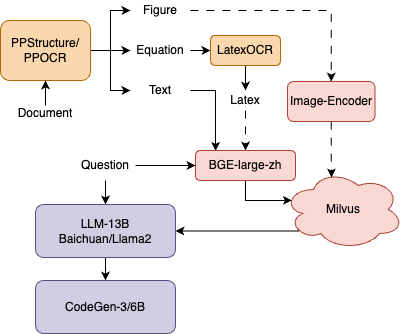 Figure
PPStructure/
PPOCR
Equation
LatexOCR
Text
Latex
Image-Encoder
Document
Question
BGE-large-zh
LLM-13B
Baichuan/Llama2
Milvus
CodeGen-3/6B